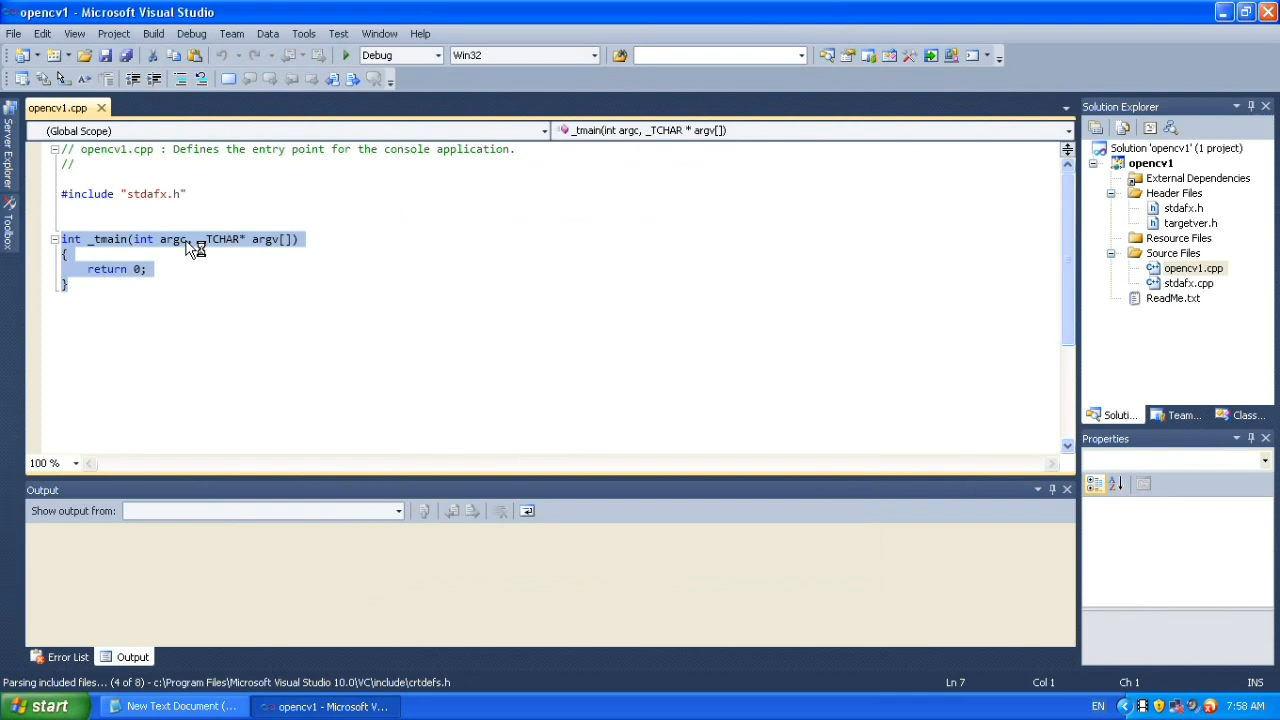 opencv1 - Microsoft Visual Studio
File Edit View Project Build Debug Team Data Tools Test Window Help
Debug Win32
opencv1.cpp
(Global Scope) _tmain(int argc, _TCHAR * argv[])
// opencv1.cpp : Defines the entry point for the console application.
//
#include "stdafx.h"
int _tmain(int argc, _TCHAR* argv[])
{
return 0;
}
100 %
Server Explorer
Toolbox
Solution Explorer
Solution 'opencv1' (1 project)
opencv1
External Dependencies
Header Files
stdafx.h
targetver.h
Resource Files
Source Files
opencv1.cpp
stdafx.cpp
ReadMe.txt
Soluti... Team... Class...
Properties
Output
Show output from:
Error List Output
Parsing included files... (4 of 8) - c:\Program Files\Microsoft Visual Studio 10.0\VC\include\crtdefs.h Ln 7 Col 1 Ch 1 INS
start New Text Document (... opencv1 - Microsoft V... EN 7:58 AM